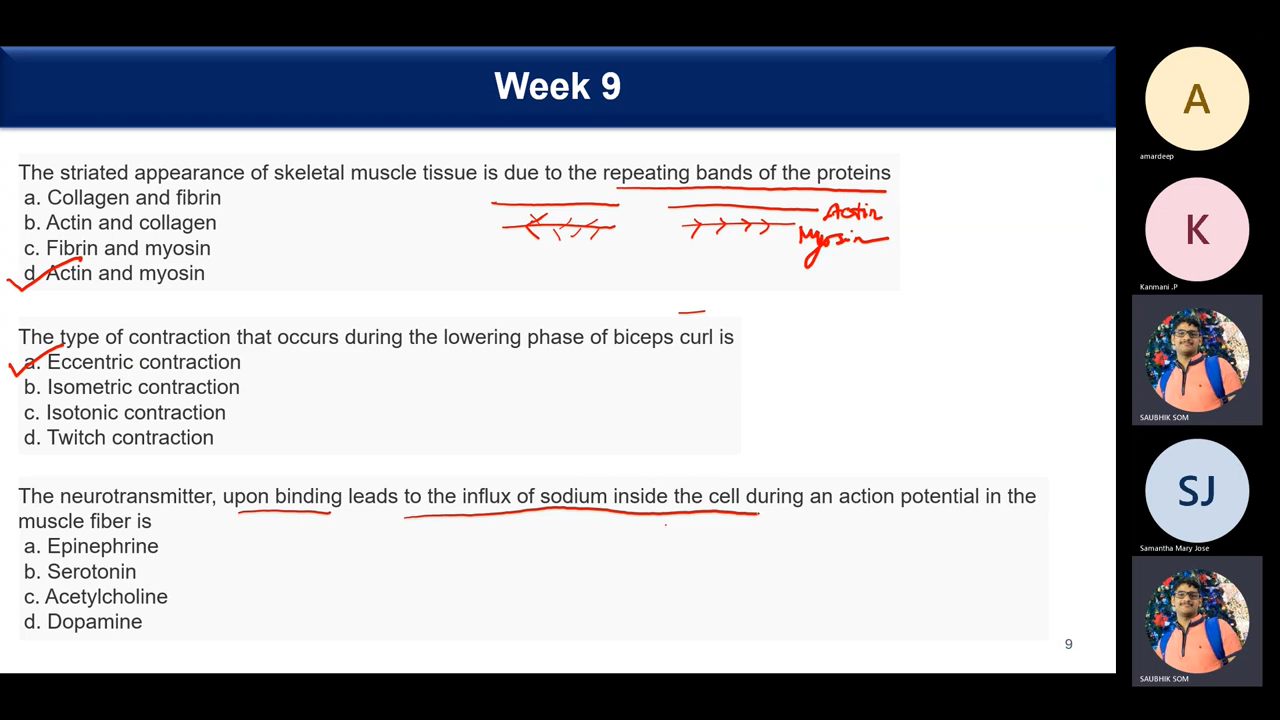 Week 9
The striated appearance of skeletal muscle tissue is due to the repeating bands of the proteins
a. Collagen and fibrin
b. Actin and collagen
c. Fibrin and myosin
d. Actin and myosin
Actin
Myosin
The type of contraction that occurs during the lowering phase of biceps curl is
a. Eccentric contraction
b. Isometric contraction
c. Isotonic contraction
d. Twitch contraction
The neurotransmitter, upon binding leads to the influx of sodium inside the cell during an action potential in the
muscle fiber is
a. Epinephrine
b. Serotonin
c. Acetylcholine
d. Dopamine
9
A
amardeep
K
Kanmani .P
SAUBHIK SOM
SJ
Samantha Mary Jose
SAUBHIK SOM